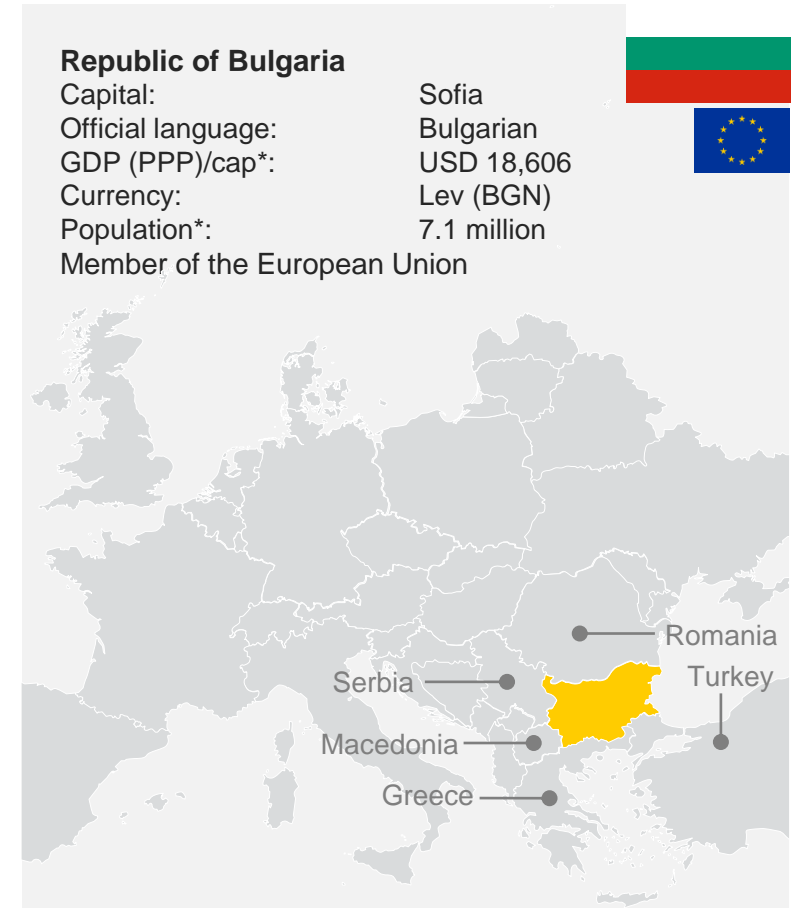 Republic of Bulgaria
Capital: Sofia
Official language: Bulgarian
GDP (PPP)/cap*: USD 18,606
Currency: Lev (BGN)
Population*: 7.1 million
Member of the European Union
Romania
Serbia
Turkey
Macedonia
Greece